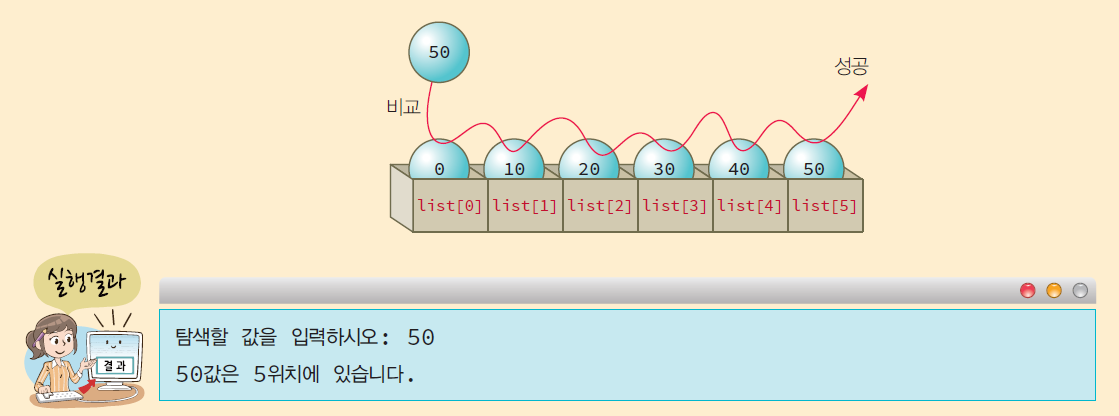 50
성공
비교
0 10 20 30 40 50
list[0] list[1] list[2] list[3] list[4] list[5]
실행결과
결과
탐색할 값을 입력하시오: 50
50값은 5위치에 있습니다.